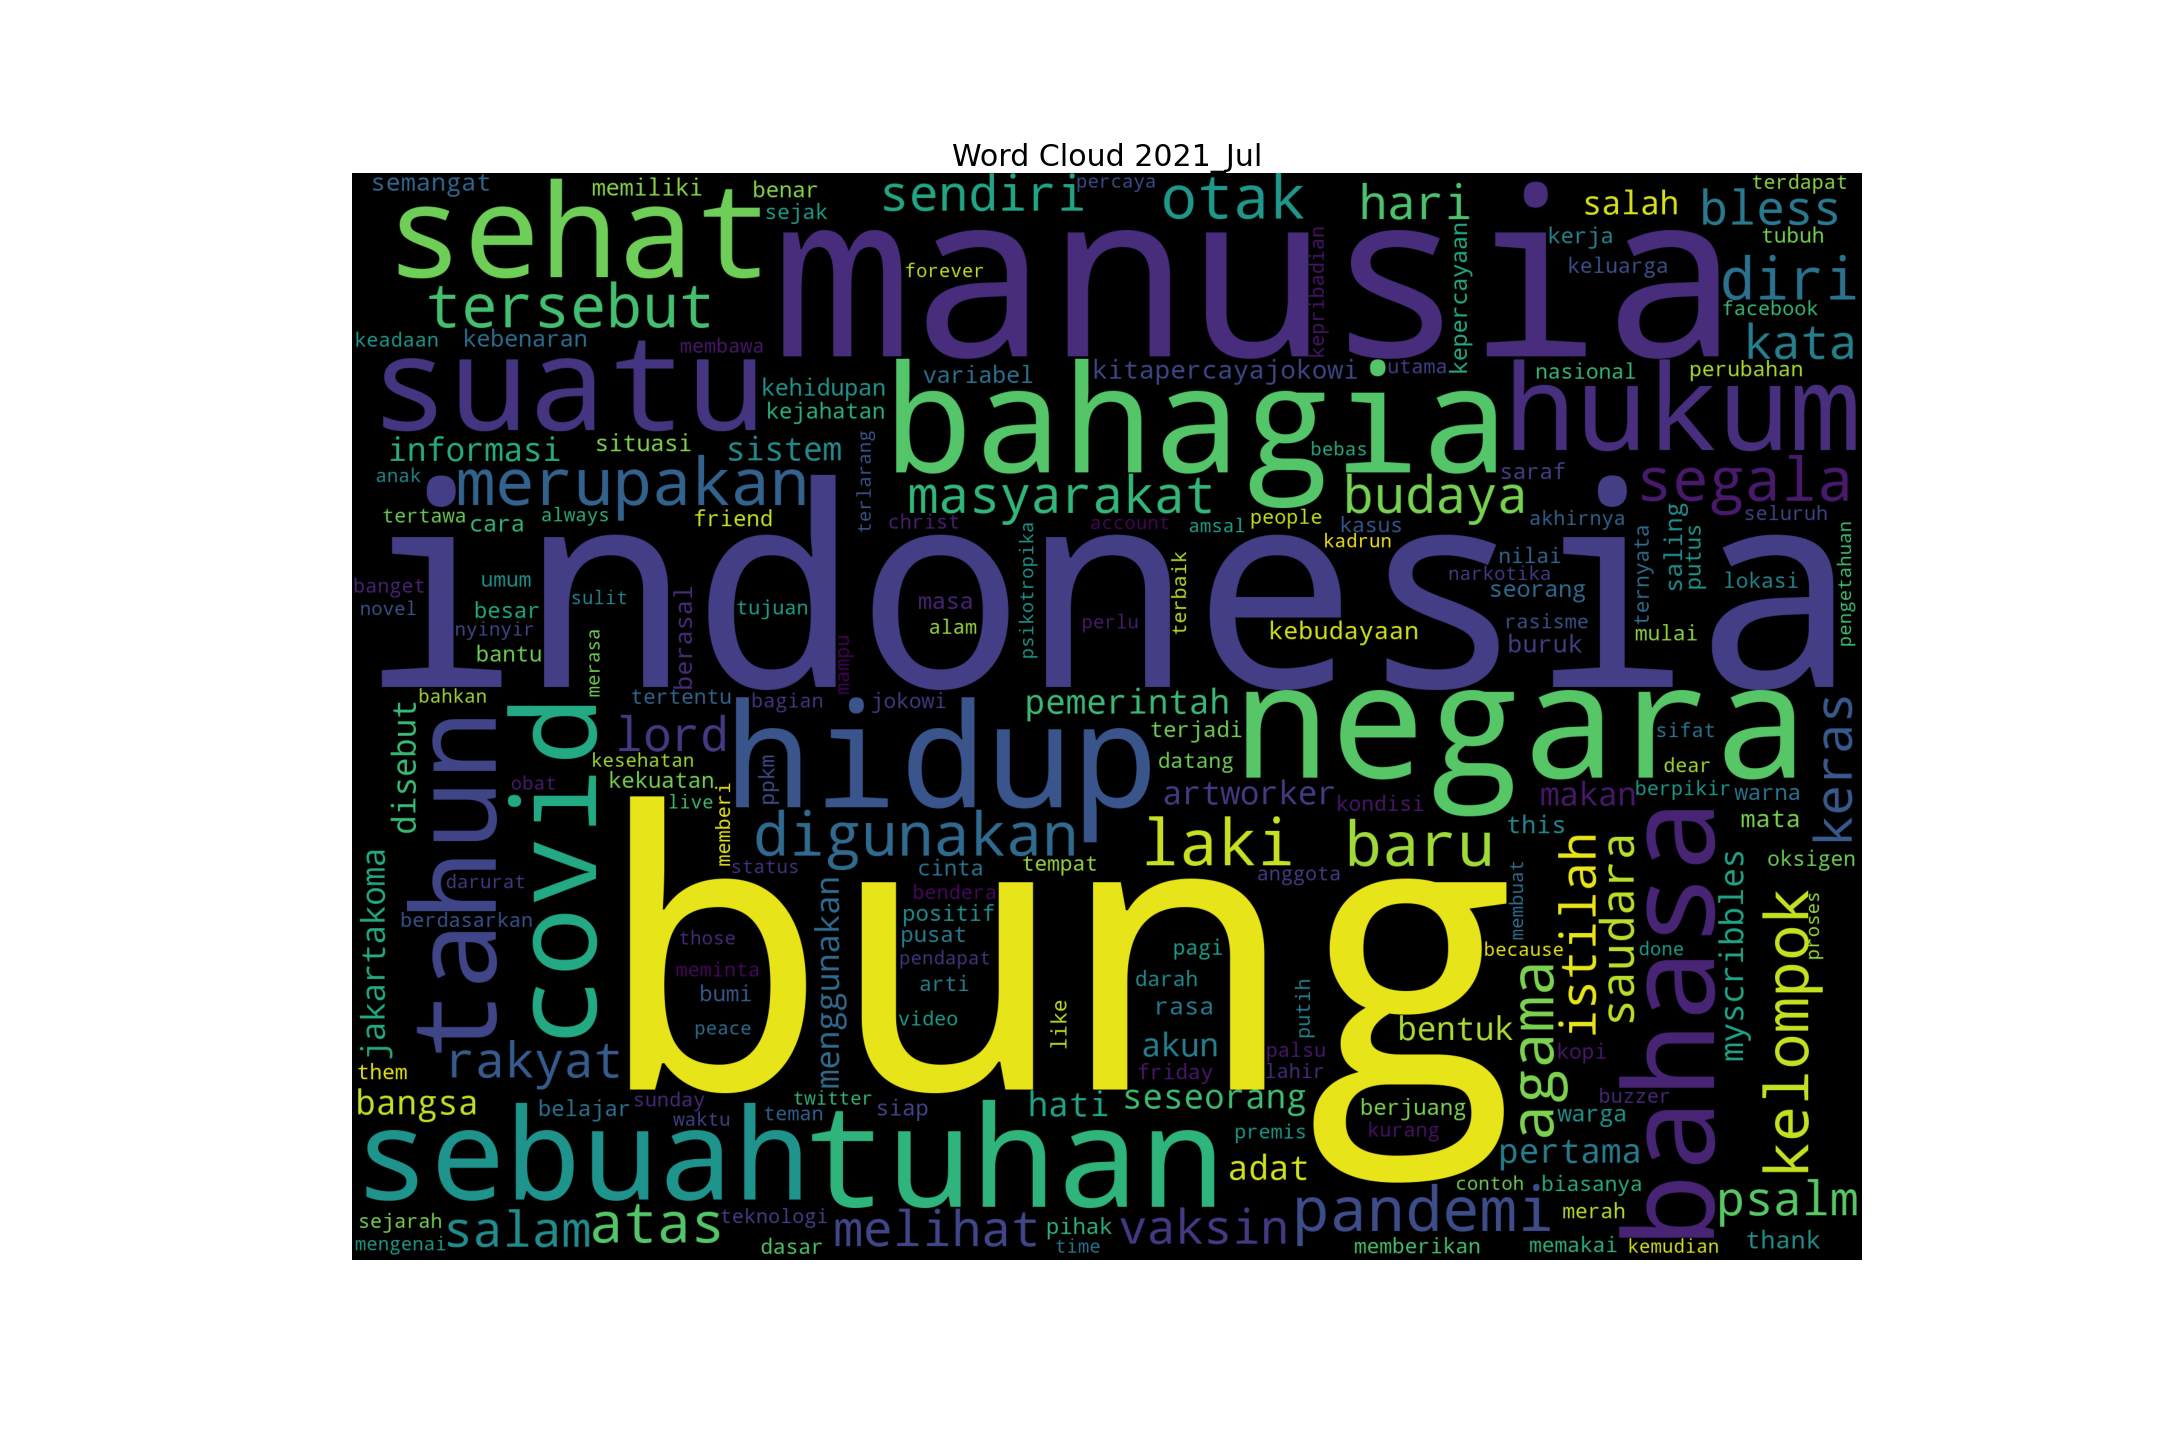 Word Cloud 2021_Jul
semangat
memiliki
benar
sendiri
percaya
otak
hari
salah
terdapat
bless
sehat
sejak
manusia
kerja
tubuh
forever
kepribadian
kepercayaan
keluarga
diri
tersebut
facebook
keadaan
kebenaran
membawa
kata
suatu
kehidupan
kejahatan
variabel
kitapercayajokowi
utama
nasional
perubahan
bahagia
hukum
informasi
situasi
sistem
bebas
anak
merupakan
terlarang
masyarakat
budaya
saraf
segala
tertawa
cara
always
friend
christ
account
amsal
people
kasus
kadrun
akhirnya
seluruh
indonesia
psikotropika
terbaik
nilai
narkotika
seorang
ternyata
saling
putus
lokasi
pengetahuan
banget
umum
novel
besar
sulit
nyinyir
bantu
merasa
berasal
tujuan
masa
alam
mampu
perlu
kebudayaan
rasisme
buruk
mulai
bahkan
tertentu
bagian
jokowi
pemerintah
negara
disebut
tahun
covid
lord
hidup
terjadi
datang
sifat
keras
kesehatan
kekuatan
obat
live
ppkm
memberi
artworker
kondisi
dear
makan
berpikir
warna
mata
digunakan
laki
baru
this
jakartakoma
darurat
berdasarkan
status
cinta
tempat
anggota
membuat
istilah
saudara
bahasa
myscribbles
oksigen
kelompok
proses
bung
bendera
positif
pusat
pendapat
those
meminta
bumi
peace
menggunakan
arti
video
like
pagi
darah
rasa
putih
because
done
agama
bentuk
akun
palsu
friday
lahir
kopi
rakyat
them
bangsa
belajar
sunday
waktu
twitter
teman
siap
hati
seseorang
berjuang
kurang
buzzer
warga
sebuah
tuhan
premis
adat
pertama
contoh
biasanya
psalm
sejarah
mengenai
salam
atas
teknologi
dasar
melihat
pihak
time
vaksin
pandemi
memberikan
merah
memakai
kemudian
thank